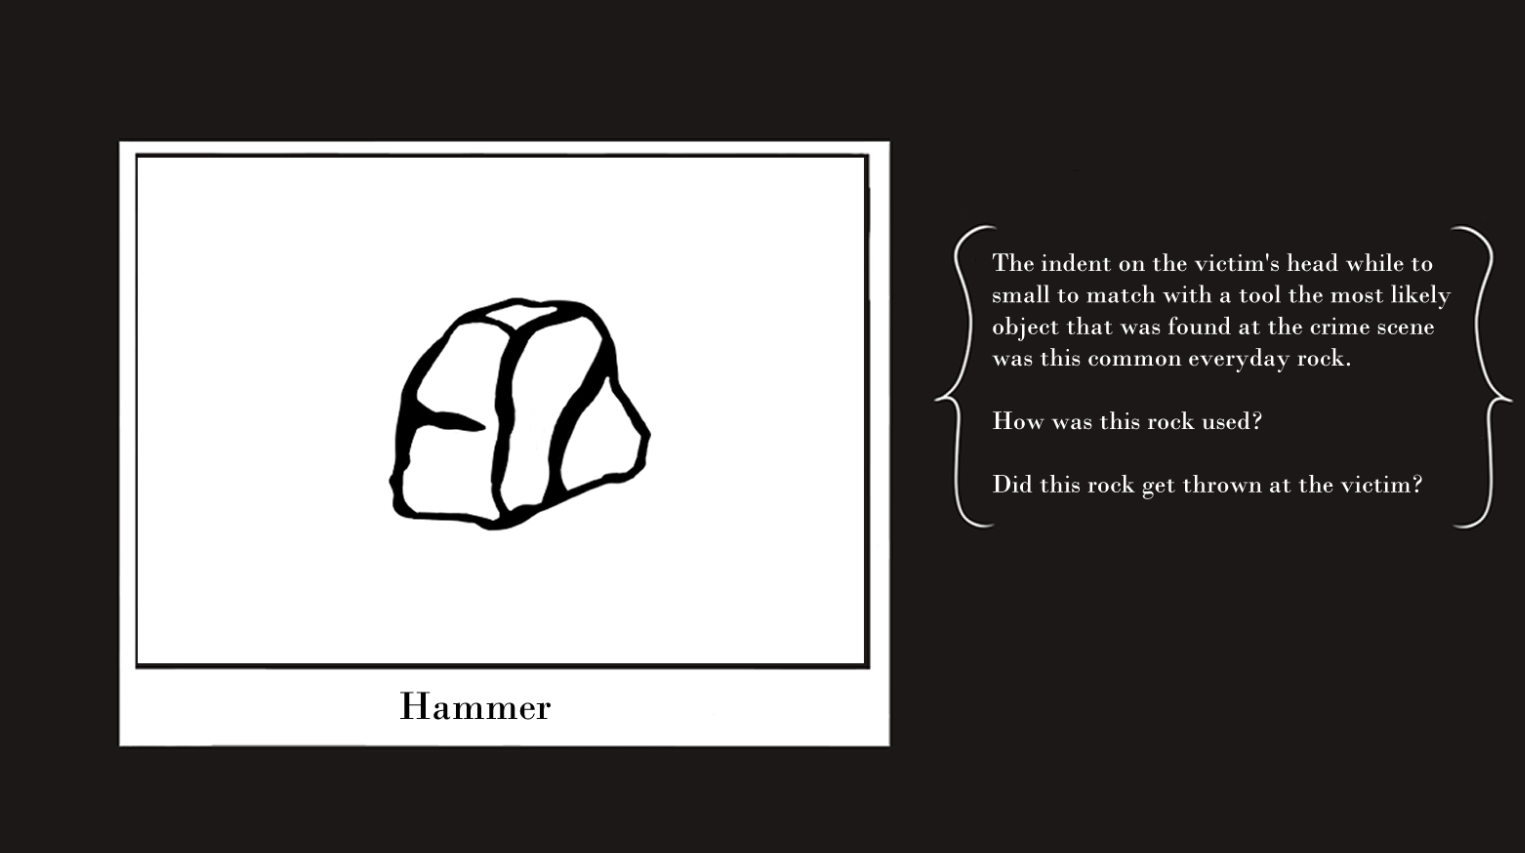 The indent on the victim's head while to
small to match with a tool the most likely
object that was found at the crime scene
was this common everyday rock.
How was this rock used?
Did this rock get thrown at the victim?
Hammer